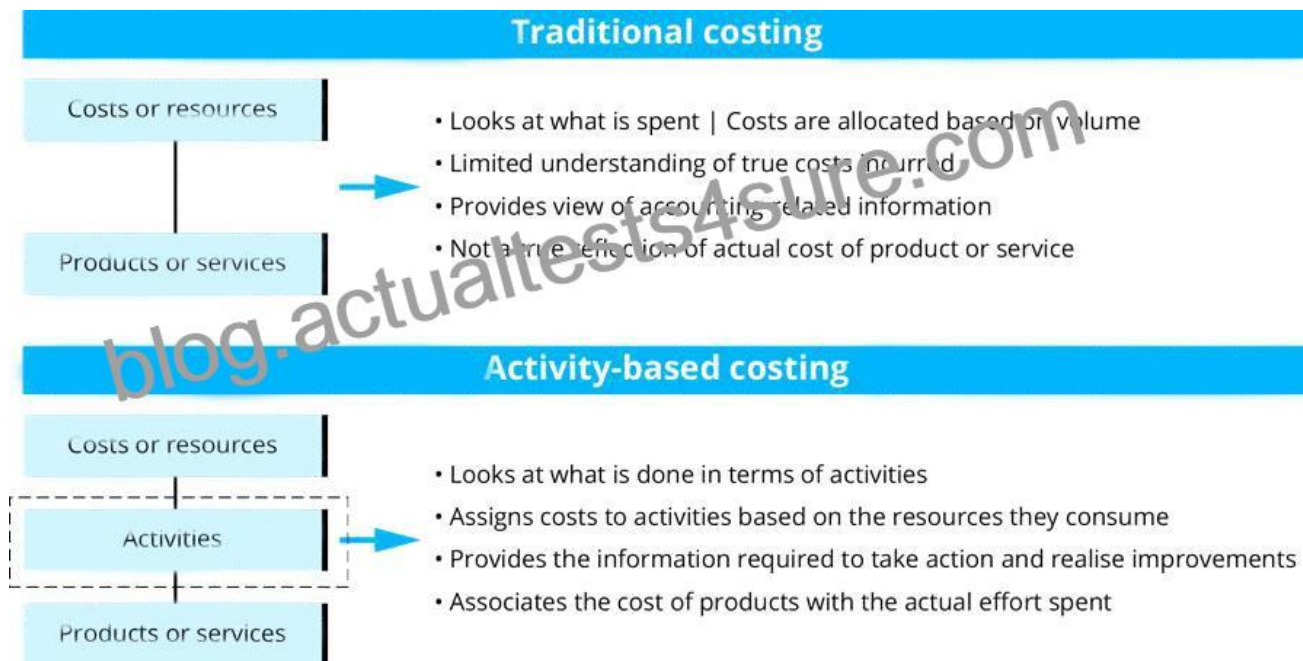 Traditional costing
Costs or resources
Products or services
• Looks at what is spent | Costs are allocated based on volume
• Limited understanding of true costs incurred
• Provides view of accounting related information
• Not a true reflection of actual cost of product or service
blog.actualtests4sure.com
Activity-based costing
Costs or resources
Activities
Products or services
• Looks at what is done in terms of activities
• Assigns costs to activities based on the resources they consume
• Provides the information required to take action and realise improvements
• Associates the cost of products with the actual effort spent